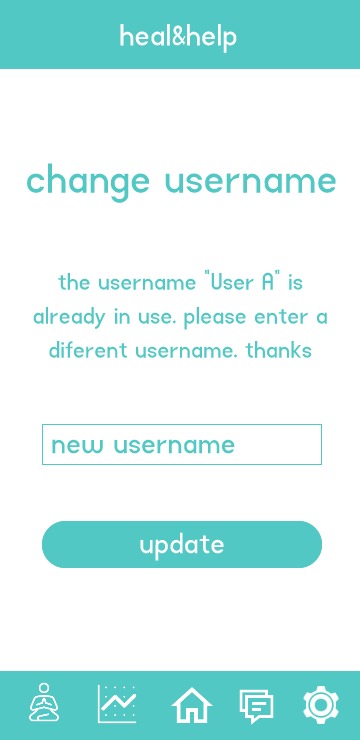 heal&help
change username
the username "User A" is
already in use. please enter a
diferent username. thanks
new username
update